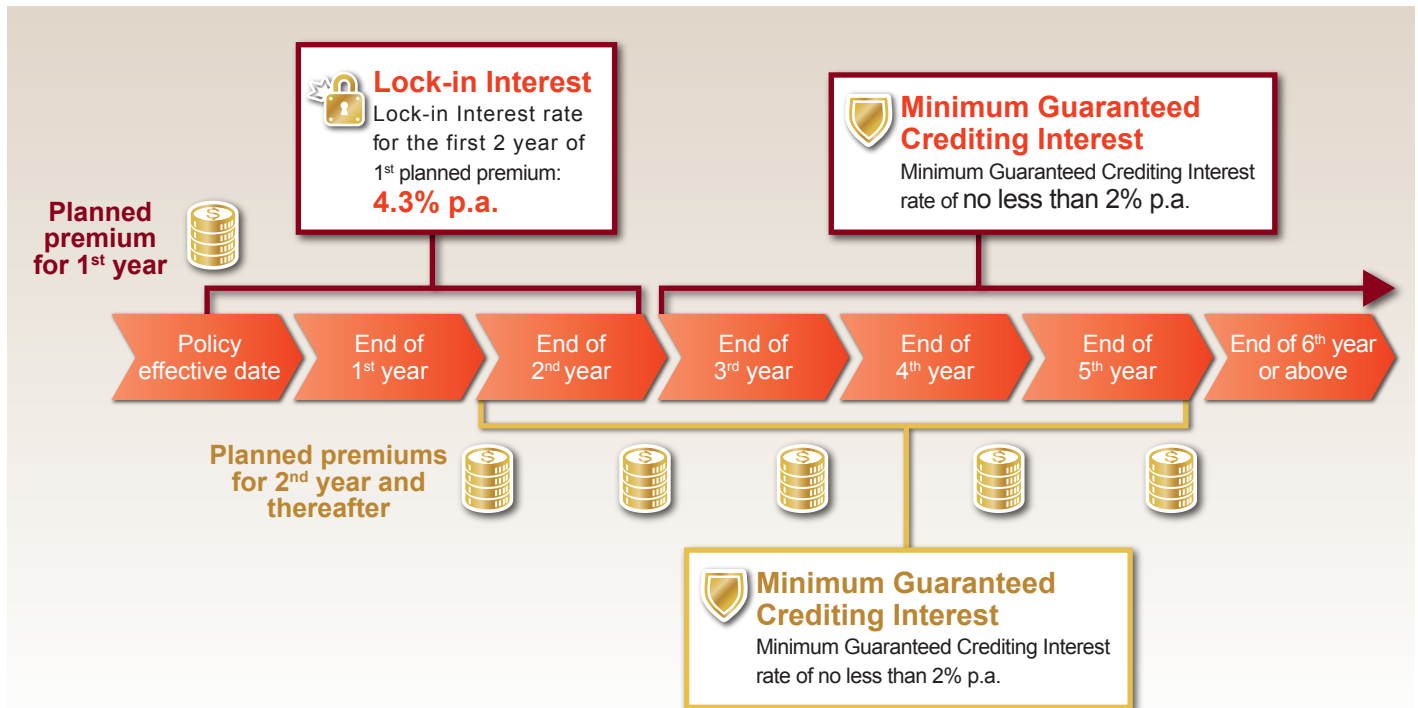 Lock-in Interest
Lock-in Interest rate
for the first 2 year of
1st planned premium:
4.3% p.a.
Minimum Guaranteed
Crediting Interest
Minimum Guaranteed Crediting Interest
rate of no less than 2% p.a.
Planned
premium
for 1st year
$
Policy
effective date
End of
1st year
End of
2nd year
End of
3rd year
End of
4th year
End of
5th year
End of 6th year
or above
Planned premiums
for 2nd year and
thereafter
$
$
$
$
$
Minimum Guaranteed
Crediting Interest
Minimum Guaranteed Crediting Interest
rate of no less than 2% p.a.